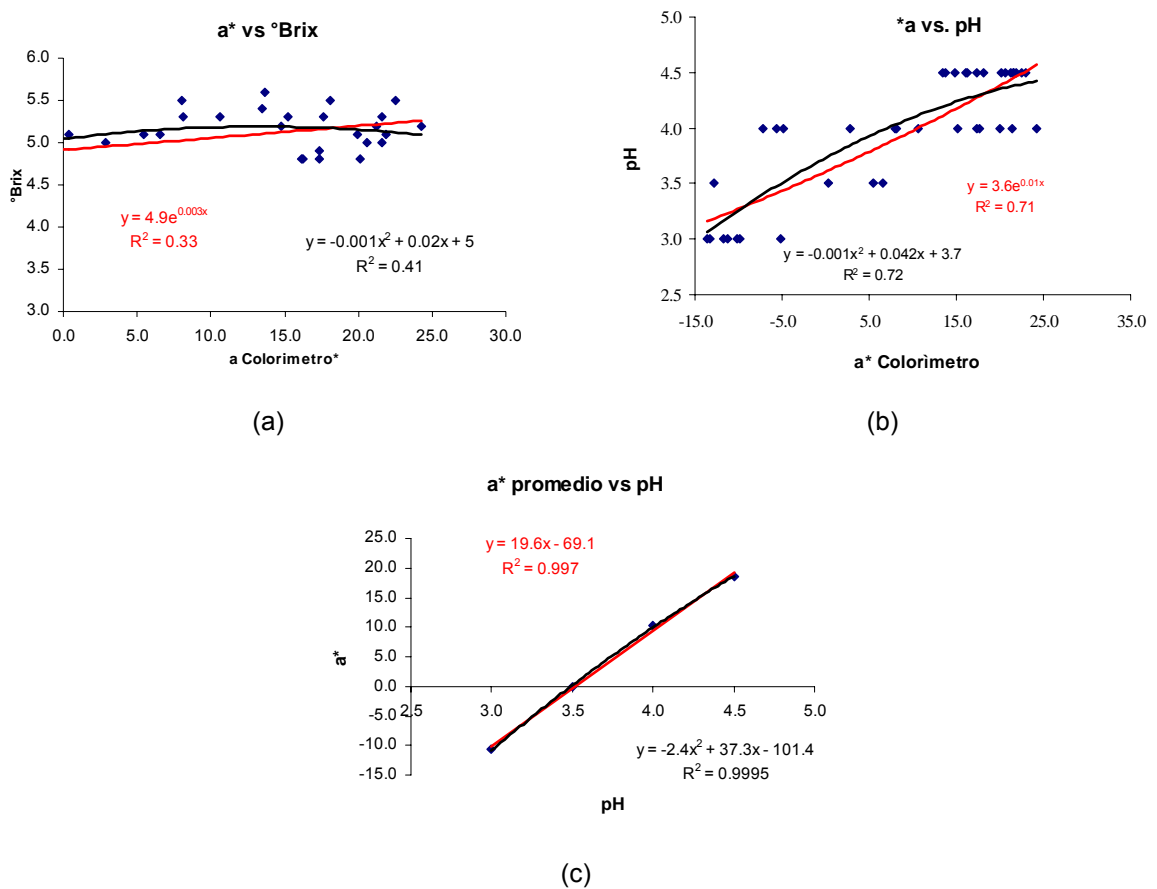 a* vs °Brix
°Brix
6.0
5.5
5.0
4.5
4.0
3.5
3.0
y = 4.9e^0.003x
R² = 0.33
y = -0.001x² + 0.02x + 5
R² = 0.41
0.0 5.0 10.0 15.0 20.0 25.0 30.0
a Colorimetro*
(a)
*a vs. pH
pH
5.0
4.5
4.0
3.5
3.0
2.5
y = 3.6e^0.01x
R² = 0.71
y = -0.001x² + 0.042x + 3.7
R² = 0.72
-15.0 -5.0 5.0 15.0 25.0 35.0
a* Colorìmetro
(b)
a* promedio vs pH
a*
25.0
20.0
15.0
10.0
5.0
0.0
-5.0
-10.0
-15.0
y = 19.6x - 69.1
R² = 0.997
2.5 3.0 3.5 4.0 4.5 5.0
y = -2.4x² + 37.3x - 101.4
R² = 0.9995
pH
(c)